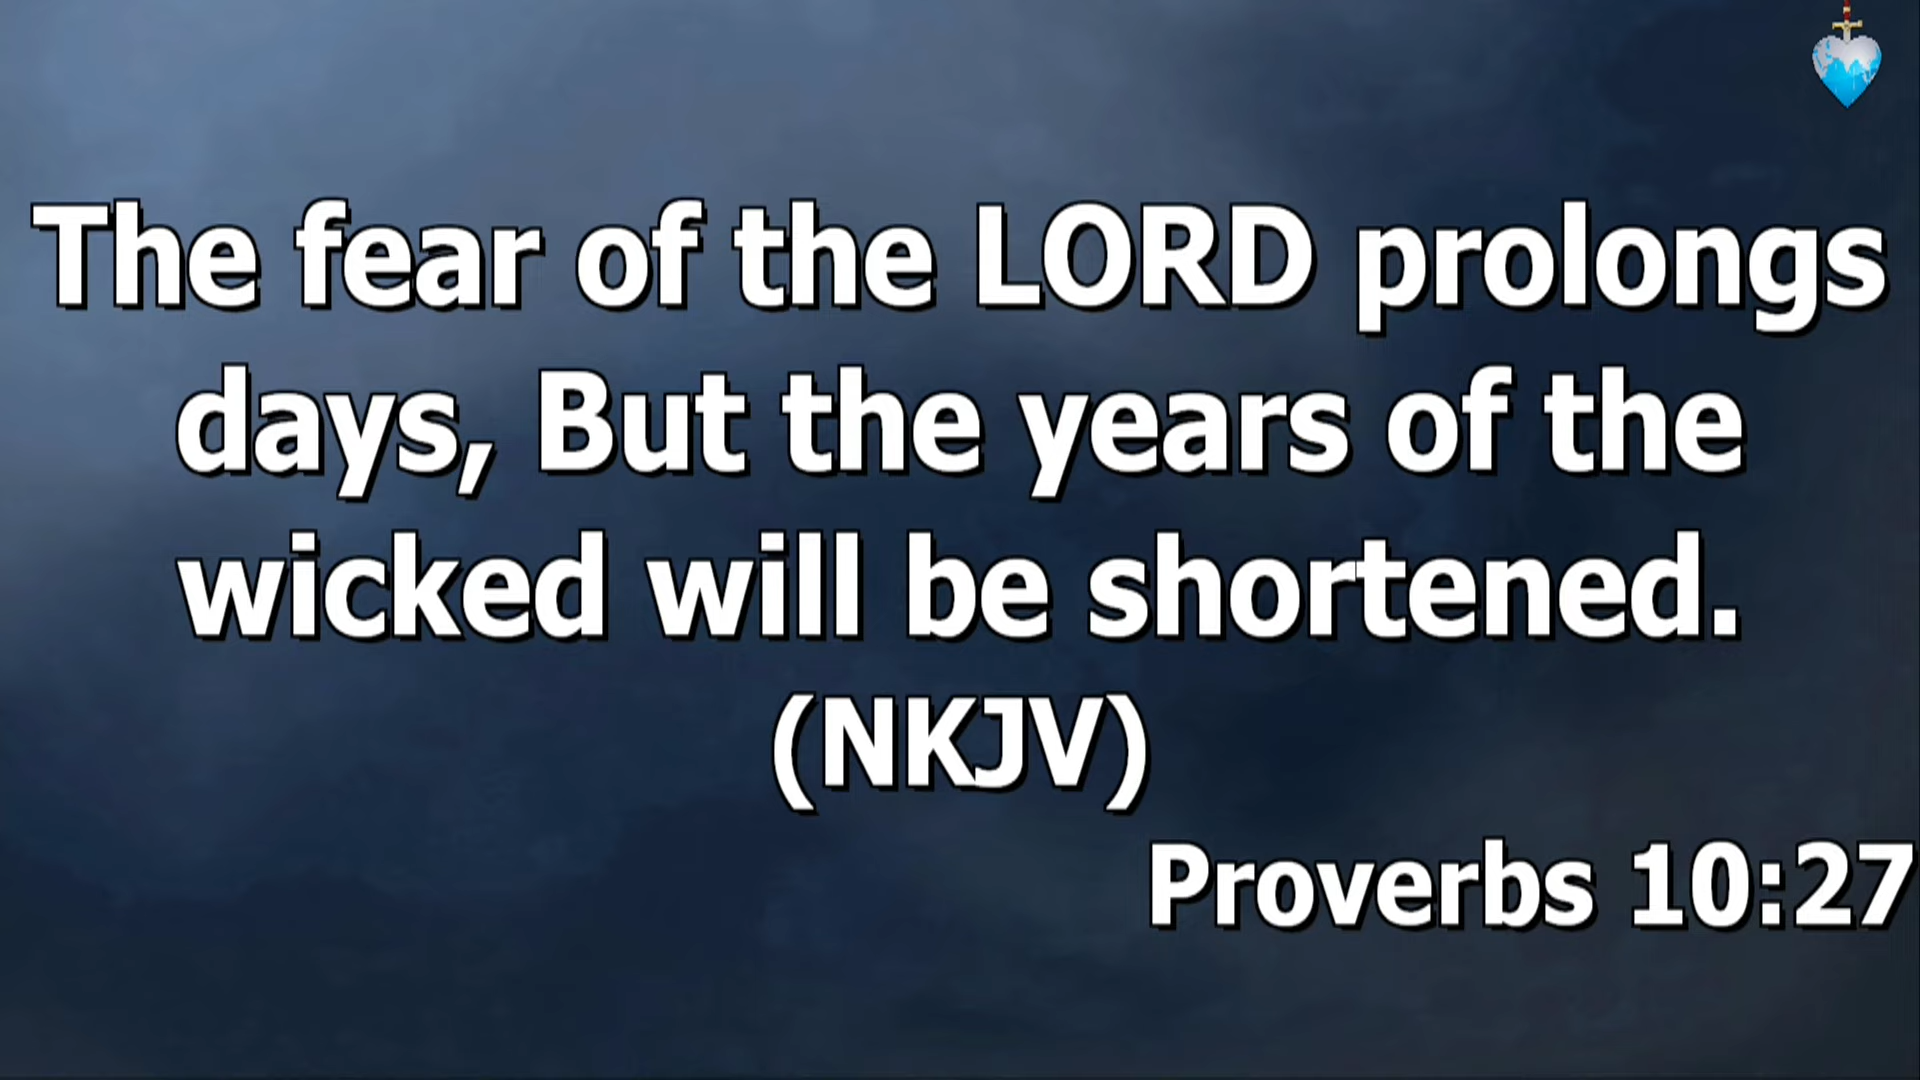 The fear of the LORD prolongs
days, But the years of the
wicked will be shortened.
(NKJV)
Proverbs 10:27